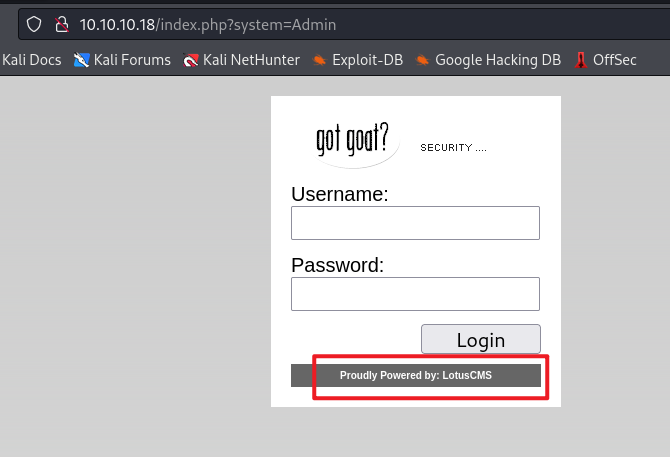 10.10.10.18/index.php?system=Admin
Kali Docs Kali Forums Kali NetHunter Exploit-DB Google Hacking DB OffSec
got goat? SECURITY ....
Username:
Password:
Login
Proudly Powered by: LotusCMS